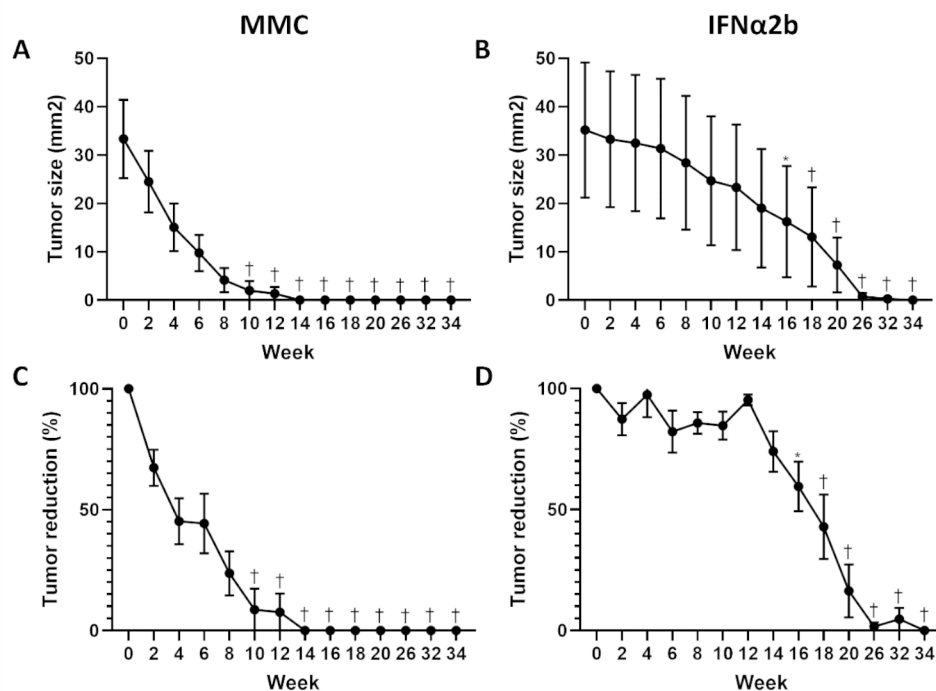 MMC
IFNα2b
A
Tumor size (mm2)
50
40
30
20
10
0
† † † † † † † † †
0 2 4 6 8 10 12 14 16 18 20 26 32 34
Week
B
Tumor size (mm2)
50
40
30
20
10
0
* † † † † †
0 2 4 6 8 10 12 14 16 18 20 26 32 34
Week
C
Tumor reduction (%)
100
50
0
† † † † † † † † †
0 2 4 6 8 10 12 14 16 18 20 26 32 34
Week
D
Tumor reduction (%)
100
50
0
* † † † † †
0 2 4 6 8 10 12 14 16 18 20 26 32 34
Week